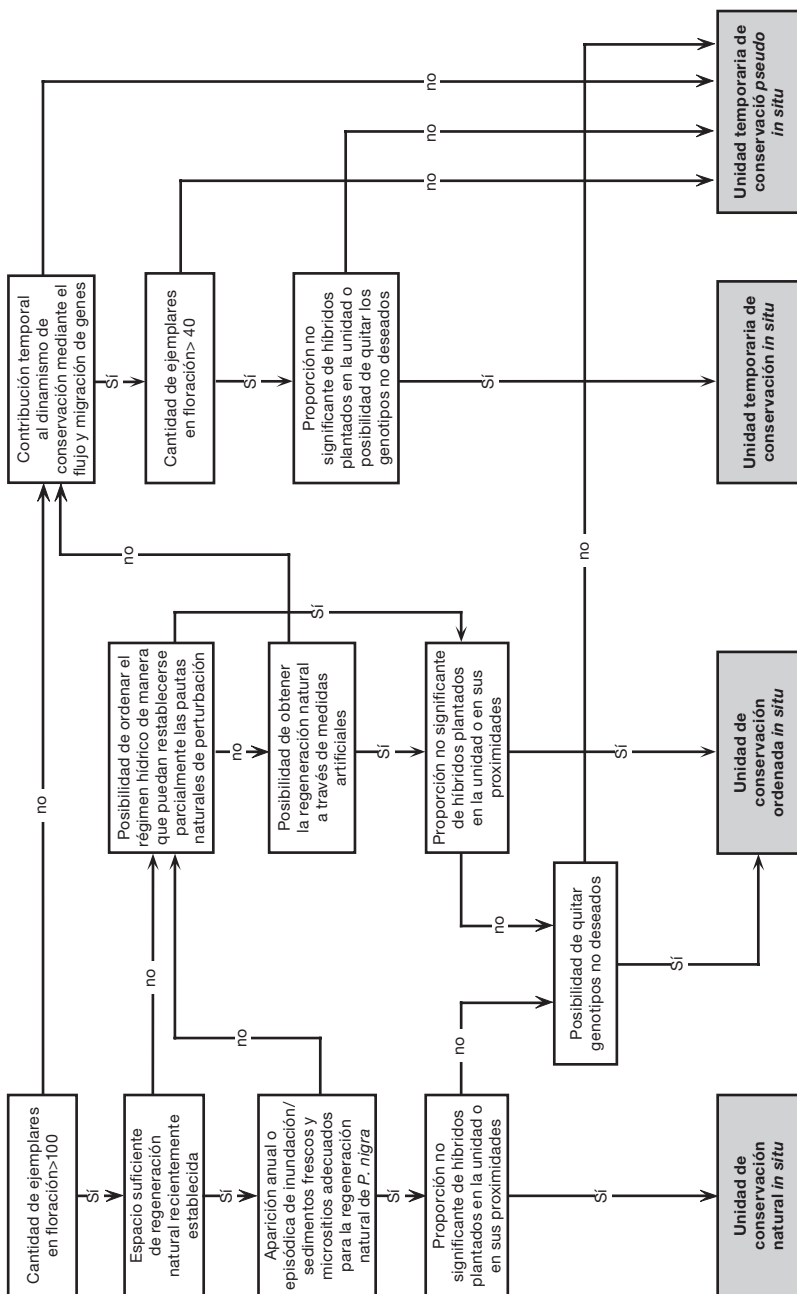 Cantidad de ejemplares
en floración>100
no
Contribución temporal
al dinamismo de
conservación mediante el
flujo y migración de genes
no
Sí
Sí
Espacio suficiente
de regeneración
natural recientemente
establecida
no
Posibilidad de ordenar el
régimen hídrico de manera
que puedan restablecerse
parcialmente las pautas
naturales de perturbación
no
Cantidad de ejemplares
en floración> 40
no
Sí
no
Sí
Sí
Aparición anual o
episódica de inundación/
sedimentos frescos y
micrositios adecuados
para la regeneración
natural de P. nigra
no
Posibilidad de obtener
la regeneración natural
a través de medidas
artificiales
Proporción no
significante de híbridos
plantados en la unidad o
posibilidad de quitar los
genotipos no deseados
no
Sí
Sí
Proporción no
significante de híbridos
plantados en la unidad o
en sus proximidades
no
Proporción no significante
de híbridos plantados
en la unidad o en sus
proximidades
no
Sí
Sí
Sí
Posibilidad de quitar
genotipos no deseados
no
Sí
Unidad de
conservación
natural in situ
Unidad de
conservación
ordenada in situ
Unidad temporaria de
conservación in situ
Unidad temporaria de
conservació pseudo
in situ